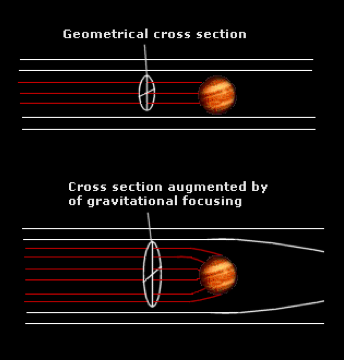 Geometrical cross section
Cross section augmented by
of gravitational focusing